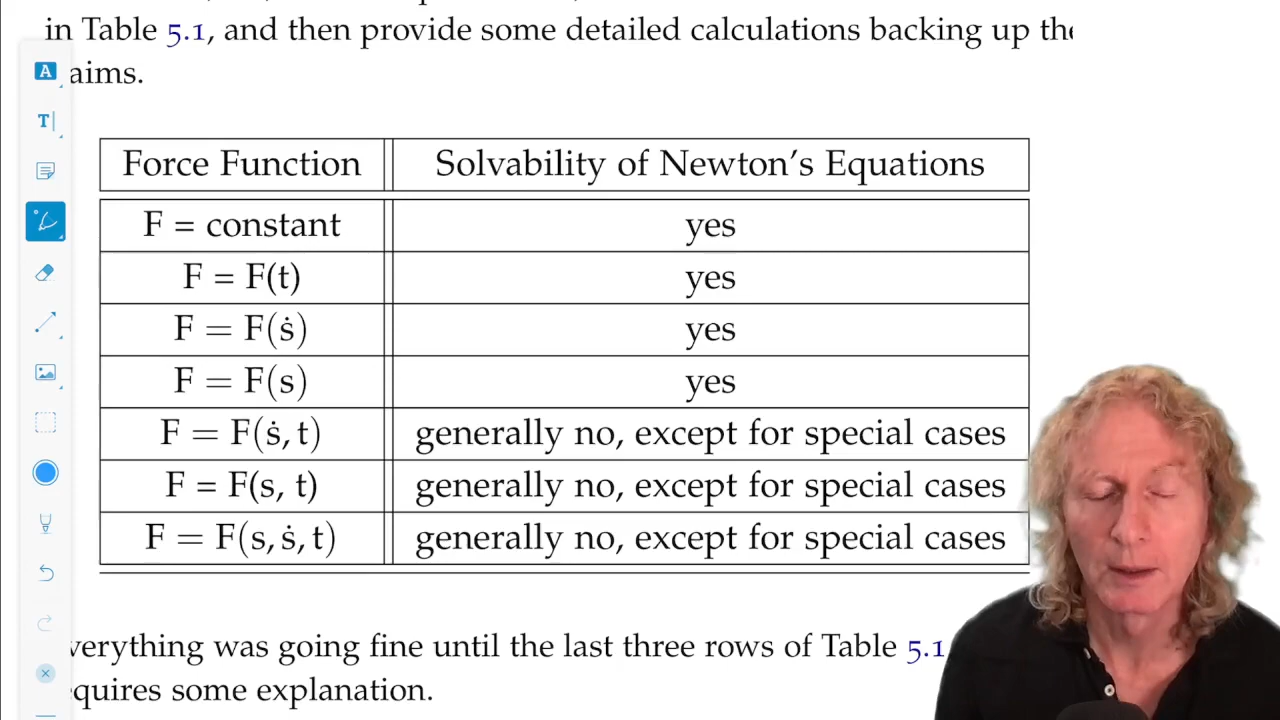 in Table 5.1, and then provide some detailed calculations backing up the
aims.
A
T
Force Function Solvability of Newton's Equations
F = constant yes
F = F(t) yes
F = F(ṡ) yes
F = F(s) yes
F = F(ṡ, t) generally no, except for special cases
F = F(s, t) generally no, except for special cases
F = F(s, ṡ, t) generally no, except for special cases
verything was going fine until the last three rows of Table 5.1
quires some explanation.